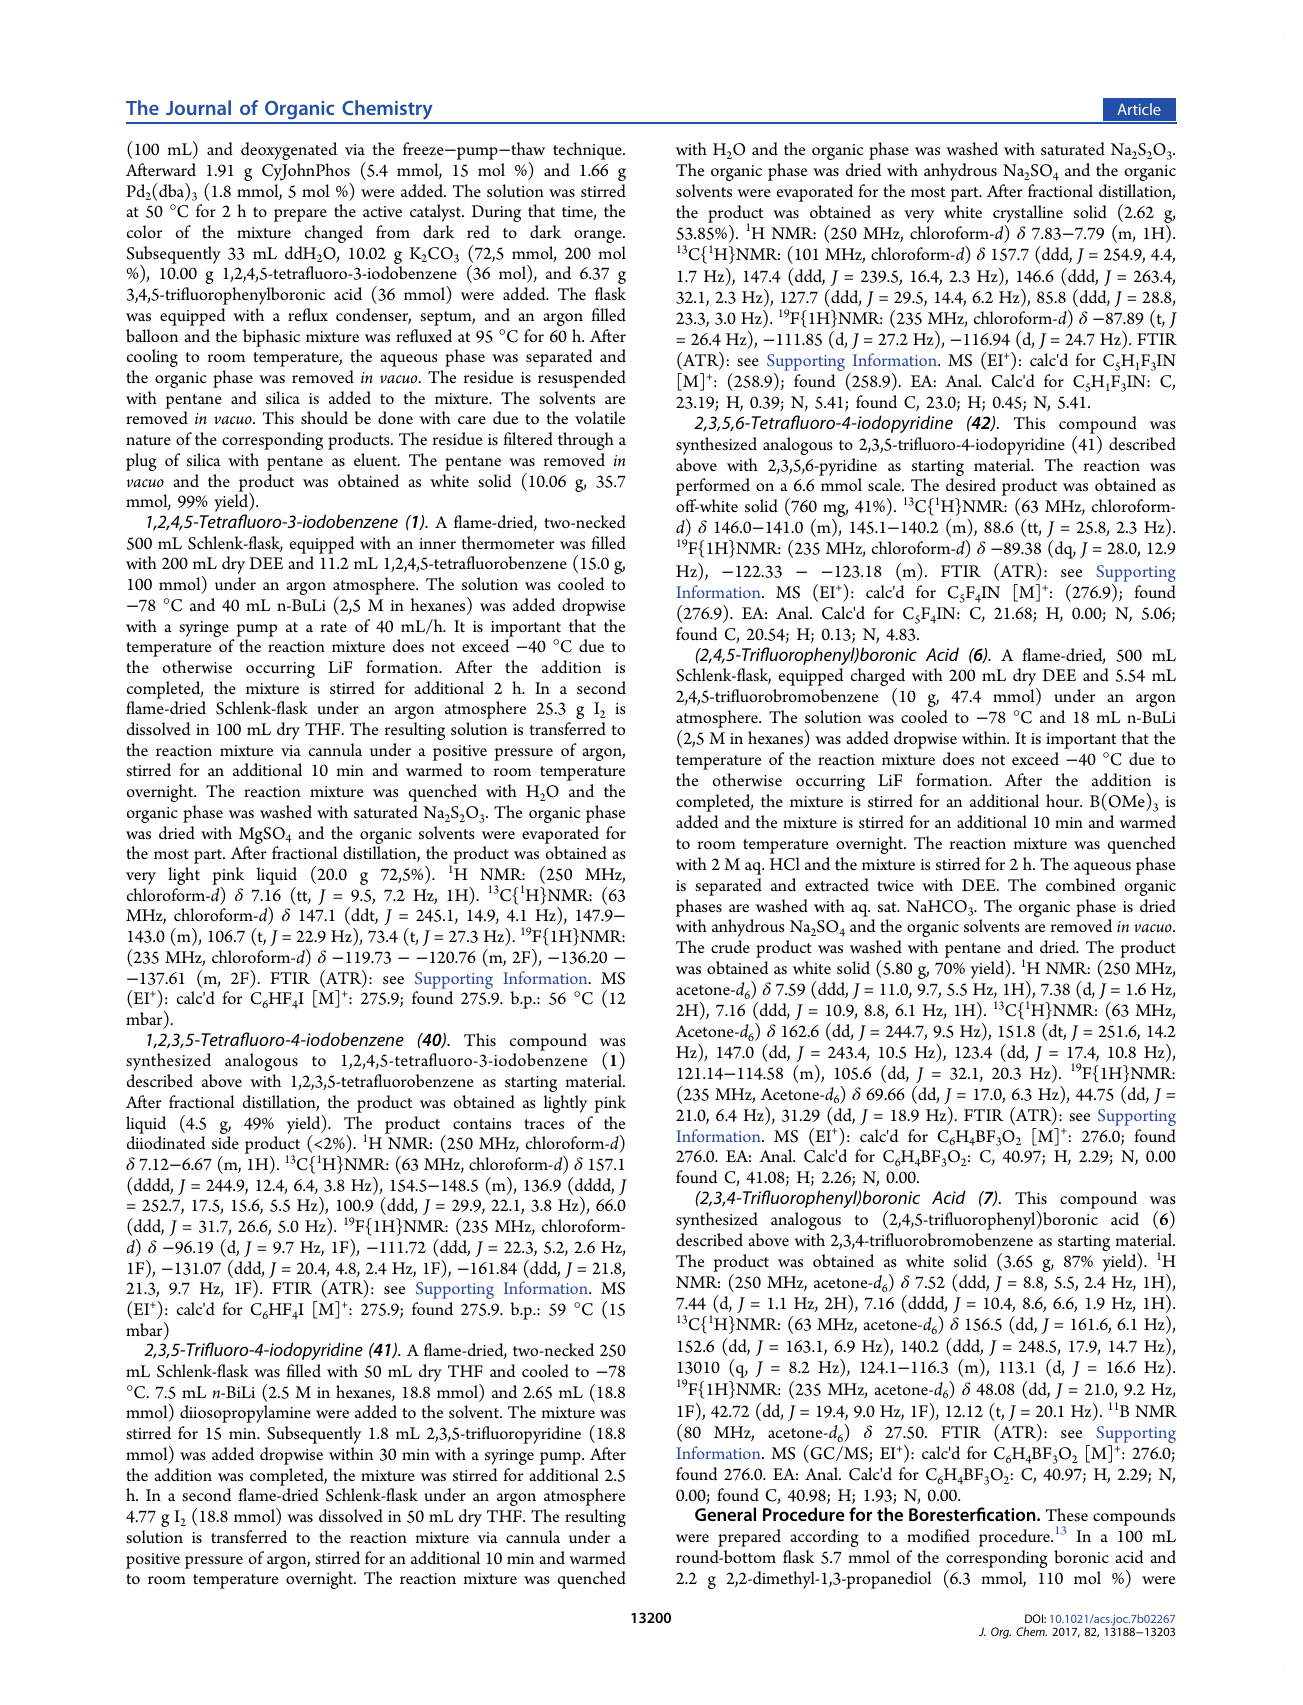 The Journal of Organic Chemistry
Article
(100 mL) and deoxygenated via the freeze−pump−thaw technique.
Afterward 1.91 g CyJohnPhos (5.4 mmol, 15 mol %) and 1.66 g
Pd₂(dba)₃ (1.8 mmol, 5 mol %) were added. The solution was stirred
at 50 °C for 2 h to prepare the active catalyst. During that time, the
color of the mixture changed from dark red to dark orange.
Subsequently 33 mL ddH₂O, 10.02 g K₂CO₃ (72,5 mmol, 200 mol
%), 10.00 g 1,2,4,5-tetrafluoro-3-iodobenzene (36 mol), and 6.37 g
3,4,5-trifluorophenylboronic acid (36 mmol) were added. The flask
was equipped with a reflux condenser, septum, and an argon filled
balloon and the biphasic mixture was refluxed at 95 °C for 60 h. After
cooling to room temperature, the aqueous phase was separated and
the organic phase was removed in vacuo. The residue is resuspended
with pentane and silica is added to the mixture. The solvents are
removed in vacuo. This should be done with care due to the volatile
nature of the corresponding products. The residue is filtered through a
plug of silica with pentane as eluent. The pentane was removed in
vacuo and the product was obtained as white solid (10.06 g, 35.7
mmol, 99% yield).
1,2,4,5-Tetrafluoro-3-iodobenzene (1). A flame-dried, two-necked
500 mL Schlenk-flask, equipped with an inner thermometer was filled
with 200 mL dry DEE and 11.2 mL 1,2,4,5-tetrafluorobenzene (15.0 g,
100 mmol) under an argon atmosphere. The solution was cooled to
−78 °C and 40 mL n-BuLi (2,5 M in hexanes) was added dropwise
with a syringe pump at a rate of 40 mL/h. It is important that the
temperature of the reaction mixture does not exceed −40 °C due to
the otherwise occurring LiF formation. After the addition is
completed, the mixture is stirred for additional 2 h. In a second
flame-dried Schlenk-flask under an argon atmosphere 25.3 g I₂ is
dissolved in 100 mL dry THF. The resulting solution is transferred to
the reaction mixture via cannula under a positive pressure of argon,
stirred for an additional 10 min and warmed to room temperature
overnight. The reaction mixture was quenched with H₂O and the
organic phase was washed with saturated Na₂S₂O₃. The organic phase
was dried with MgSO₄ and the organic solvents were evaporated for
the most part. After fractional distillation, the product was obtained as
very light pink liquid (20.0 g 72,5%). ¹H NMR: (250 MHz,
chloroform-d) δ 7.16 (tt, J = 9.5, 7.2 Hz, 1H). ¹³C{¹H}NMR: (63
MHz, chloroform-d) δ 147.1 (ddt, J = 245.1, 14.9, 4.1 Hz), 147.9−
143.0 (m), 106.7 (t, J = 22.9 Hz), 73.4 (t, J = 27.3 Hz). ¹⁹F{1H}NMR:
(235 MHz, chloroform-d) δ −119.73 − −120.76 (m, 2F), −136.20 −
−137.61 (m, 2F). FTIR (ATR): see Supporting Information. MS
(EI⁺): calc'd for C₆HF₄I [M]⁺: 275.9; found 275.9. b.p.: 56 °C (12
mbar).
1,2,3,5-Tetrafluoro-4-iodobenzene (40). This compound was
synthesized analogous to 1,2,4,5-tetrafluoro-3-iodobenzene (1)
described above with 1,2,3,5-tetrafluorobenzene as starting material.
After fractional distillation, the product was obtained as lightly pink
liquid (4.5 g, 49% yield). The product contains traces of the
diiodinated side product (<2%). ¹H NMR: (250 MHz, chloroform-d)
δ 7.12−6.67 (m, 1H). ¹³C{¹H}NMR: (63 MHz, chloroform-d) δ 157.1
(dddd, J = 244.9, 12.4, 6.4, 3.8 Hz), 154.5−148.5 (m), 136.9 (dddd, J
= 252.7, 17.5, 15.6, 5.5 Hz), 100.9 (ddd, J = 29.9, 22.1, 3.8 Hz), 66.0
(ddd, J = 31.7, 26.6, 5.0 Hz). ¹⁹F{1H}NMR: (235 MHz, chloroform-
d) δ −96.19 (d, J = 9.7 Hz, 1F), −111.72 (ddd, J = 22.3, 5.2, 2.6 Hz,
1F), −131.07 (ddd, J = 20.4, 4.8, 2.4 Hz, 1F), −161.84 (ddd, J = 21.8,
21.3, 9.7 Hz, 1F). FTIR (ATR): see Supporting Information. MS
(EI⁺): calc'd for C₆HF₄I [M]⁺: 275.9; found 275.9. b.p.: 59 °C (15
mbar)
2,3,5-Trifluoro-4-iodopyridine (41). A flame-dried, two-necked 250
mL Schlenk-flask was filled with 50 mL dry THF and cooled to −78
°C. 7.5 mL n-BiLi (2.5 M in hexanes, 18.8 mmol) and 2.65 mL (18.8
mmol) diiosopropylamine were added to the solvent. The mixture was
stirred for 15 min. Subsequently 1.8 mL 2,3,5-trifluoropyridine (18.8
mmol) was added dropwise within 30 min with a syringe pump. After
the addition was completed, the mixture was stirred for additional 2.5
h. In a second flame-dried Schlenk-flask under an argon atmosphere
4.77 g I₂ (18.8 mmol) was dissolved in 50 mL dry THF. The resulting
solution is transferred to the reaction mixture via cannula under a
positive pressure of argon, stirred for an additional 10 min and warmed
to room temperature overnight. The reaction mixture was quenched
with H₂O and the organic phase was washed with saturated Na₂S₂O₃.
The organic phase was dried with anhydrous Na₂SO₄ and the organic
solvents were evaporated for the most part. After fractional distillation,
the product was obtained as very white crystalline solid (2.62 g,
53.85%). ¹H NMR: (250 MHz, chloroform-d) δ 7.83−7.79 (m, 1H).
¹³C{¹H}NMR: (101 MHz, chloroform-d) δ 157.7 (ddd, J = 254.9, 4.4,
1.7 Hz), 147.4 (ddd, J = 239.5, 16.4, 2.3 Hz), 146.6 (ddd, J = 263.4,
32.1, 2.3 Hz), 127.7 (ddd, J = 29.5, 14.4, 6.2 Hz), 85.8 (ddd, J = 28.8,
23.3, 3.0 Hz). ¹⁹F{1H}NMR: (235 MHz, chloroform-d) δ −87.89 (t, J
= 26.4 Hz), −111.85 (d, J = 27.2 Hz), −116.94 (d, J = 24.7 Hz). FTIR
(ATR): see Supporting Information. MS (EI⁺): calc'd for C₅H₁F₃IN
[M]⁺: (258.9); found (258.9). EA: Anal. Calc'd for C₅H₁F₃IN: C,
23.19; H, 0.39; N, 5.41; found C, 23.0; H; 0.45; N, 5.41.
2,3,5,6-Tetrafluoro-4-iodopyridine (42). This compound was
synthesized analogous to 2,3,5-trifluoro-4-iodopyridine (41) described
above with 2,3,5,6-pyridine as starting material. The reaction was
performed on a 6.6 mmol scale. The desired product was obtained as
off-white solid (760 mg, 41%). ¹³C{¹H}NMR: (63 MHz, chloroform-
d) δ 146.0−141.0 (m), 145.1−140.2 (m), 88.6 (tt, J = 25.8, 2.3 Hz).
¹⁹F{1H}NMR: (235 MHz, chloroform-d) δ −89.38 (dq, J = 28.0, 12.9
Hz), −122.33 − −123.18 (m). FTIR (ATR): see Supporting
Information. MS (EI⁺): calc'd for C₅F₄IN [M]⁺: (276.9); found
(276.9). EA: Anal. Calc'd for C₅F₄IN: C, 21.68; H, 0.00; N, 5.06;
found C, 20.54; H; 0.13; N, 4.83.
(2,4,5-Trifluorophenyl)boronic Acid (6). A flame-dried, 500 mL
Schlenk-flask, equipped charged with 200 mL dry DEE and 5.54 mL
2,4,5-trifluorobromobenzene (10 g, 47.4 mmol) under an argon
atmosphere. The solution was cooled to −78 °C and 18 mL n-BuLi
(2,5 M in hexanes) was added dropwise within. It is important that the
temperature of the reaction mixture does not exceed −40 °C due to
the otherwise occurring LiF formation. After the addition is
completed, the mixture is stirred for an additional hour. B(OMe)₃ is
added and the mixture is stirred for an additional 10 min and warmed
to room temperature overnight. The reaction mixture was quenched
with 2 M aq. HCl and the mixture is stirred for 2 h. The aqueous phase
is separated and extracted twice with DEE. The combined organic
phases are washed with aq. sat. NaHCO₃. The organic phase is dried
with anhydrous Na₂SO₄ and the organic solvents are removed in vacuo.
The crude product was washed with pentane and dried. The product
was obtained as white solid (5.80 g, 70% yield). ¹H NMR: (250 MHz,
acetone-d₆) δ 7.59 (ddd, J = 11.0, 9.7, 5.5 Hz, 1H), 7.38 (d, J = 1.6 Hz,
2H), 7.16 (ddd, J = 10.9, 8.8, 6.1 Hz, 1H). ¹³C{¹H}NMR: (63 MHz,
Acetone-d₆) δ 162.6 (dd, J = 244.7, 9.5 Hz), 151.8 (dt, J = 251.6, 14.2
Hz), 147.0 (dd, J = 243.4, 10.5 Hz), 123.4 (dd, J = 17.4, 10.8 Hz),
121.14−114.58 (m), 105.6 (dd, J = 32.1, 20.3 Hz). ¹⁹F{1H}NMR:
(235 MHz, Acetone-d₆) δ 69.66 (dd, J = 17.0, 6.3 Hz), 44.75 (dd, J =
21.0, 6.4 Hz), 31.29 (dd, J = 18.9 Hz). FTIR (ATR): see Supporting
Information. MS (EI⁺): calc'd for C₆H₄BF₃O₂ [M]⁺: 276.0; found
276.0. EA: Anal. Calc'd for C₆H₄BF₃O₂: C, 40.97; H, 2.29; N, 0.00
found C, 41.08; H; 2.26; N, 0.00.
(2,3,4-Trifluorophenyl)boronic Acid (7). This compound was
synthesized analogous to (2,4,5-trifluorophenyl)boronic acid (6)
described above with 2,3,4-trifluorobromobenzene as starting material.
The product was obtained as white solid (3.65 g, 87% yield). ¹H
NMR: (250 MHz, acetone-d₆) δ 7.52 (ddd, J = 8.8, 5.5, 2.4 Hz, 1H),
7.44 (d, J = 1.1 Hz, 2H), 7.16 (dddd, J = 10.4, 8.6, 6.6, 1.9 Hz, 1H).
¹³C{¹H}NMR: (63 MHz, acetone-d₆) δ 156.5 (dd, J = 161.6, 6.1 Hz),
152.6 (dd, J = 163.1, 6.9 Hz), 140.2 (ddd, J = 248.5, 17.9, 14.7 Hz),
13010 (q, J = 8.2 Hz), 124.1−116.3 (m), 113.1 (d, J = 16.6 Hz).
¹⁹F{1H}NMR: (235 MHz, acetone-d₆) δ 48.08 (dd, J = 21.0, 9.2 Hz,
1F), 42.72 (dd, J = 19.4, 9.0 Hz, 1F), 12.12 (t, J = 20.1 Hz). ¹¹B NMR
(80 MHz, acetone-d₆) δ 27.50. FTIR (ATR): see Supporting
Information. MS (GC/MS; EI⁺): calc'd for C₆H₄BF₃O₂ [M]⁺: 276.0;
found 276.0. EA: Anal. Calc'd for C₆H₄BF₃O₂: C, 40.97; H, 2.29; N,
0.00; found C, 40.98; H; 1.93; N, 0.00.
General Procedure for the Boresterfication. These compounds
were prepared according to a modified procedure.¹³ In a 100 mL
round-bottom flask 5.7 mmol of the corresponding boronic acid and
2.2 g 2,2-dimethyl-1,3-propanediol (6.3 mmol, 110 mol %) were
13200
DOI: 10.1021/acs.joc.7b02267
J. Org. Chem. 2017, 82, 13188−13203